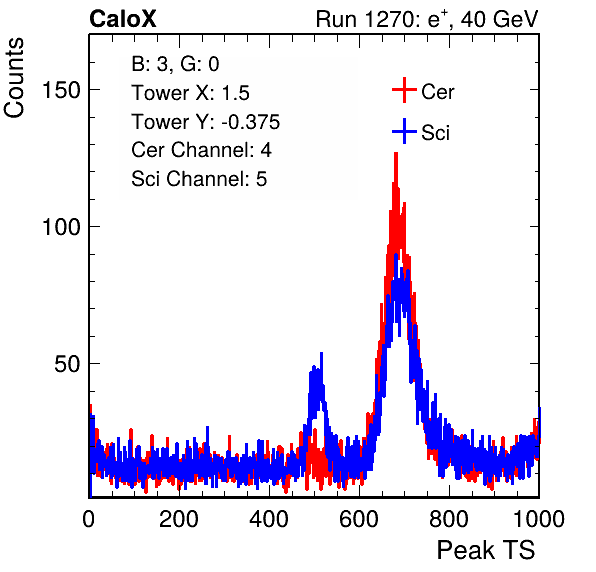 CaloX Run 1270: e⁺, 40 GeV
Counts
B: 3, G: 0
Tower X: 1.5
Tower Y: -0.375
Cer Channel: 4
Sci Channel: 5
Cer
Sci
150
100
50
0 200 400 600 800 1000
Peak TS